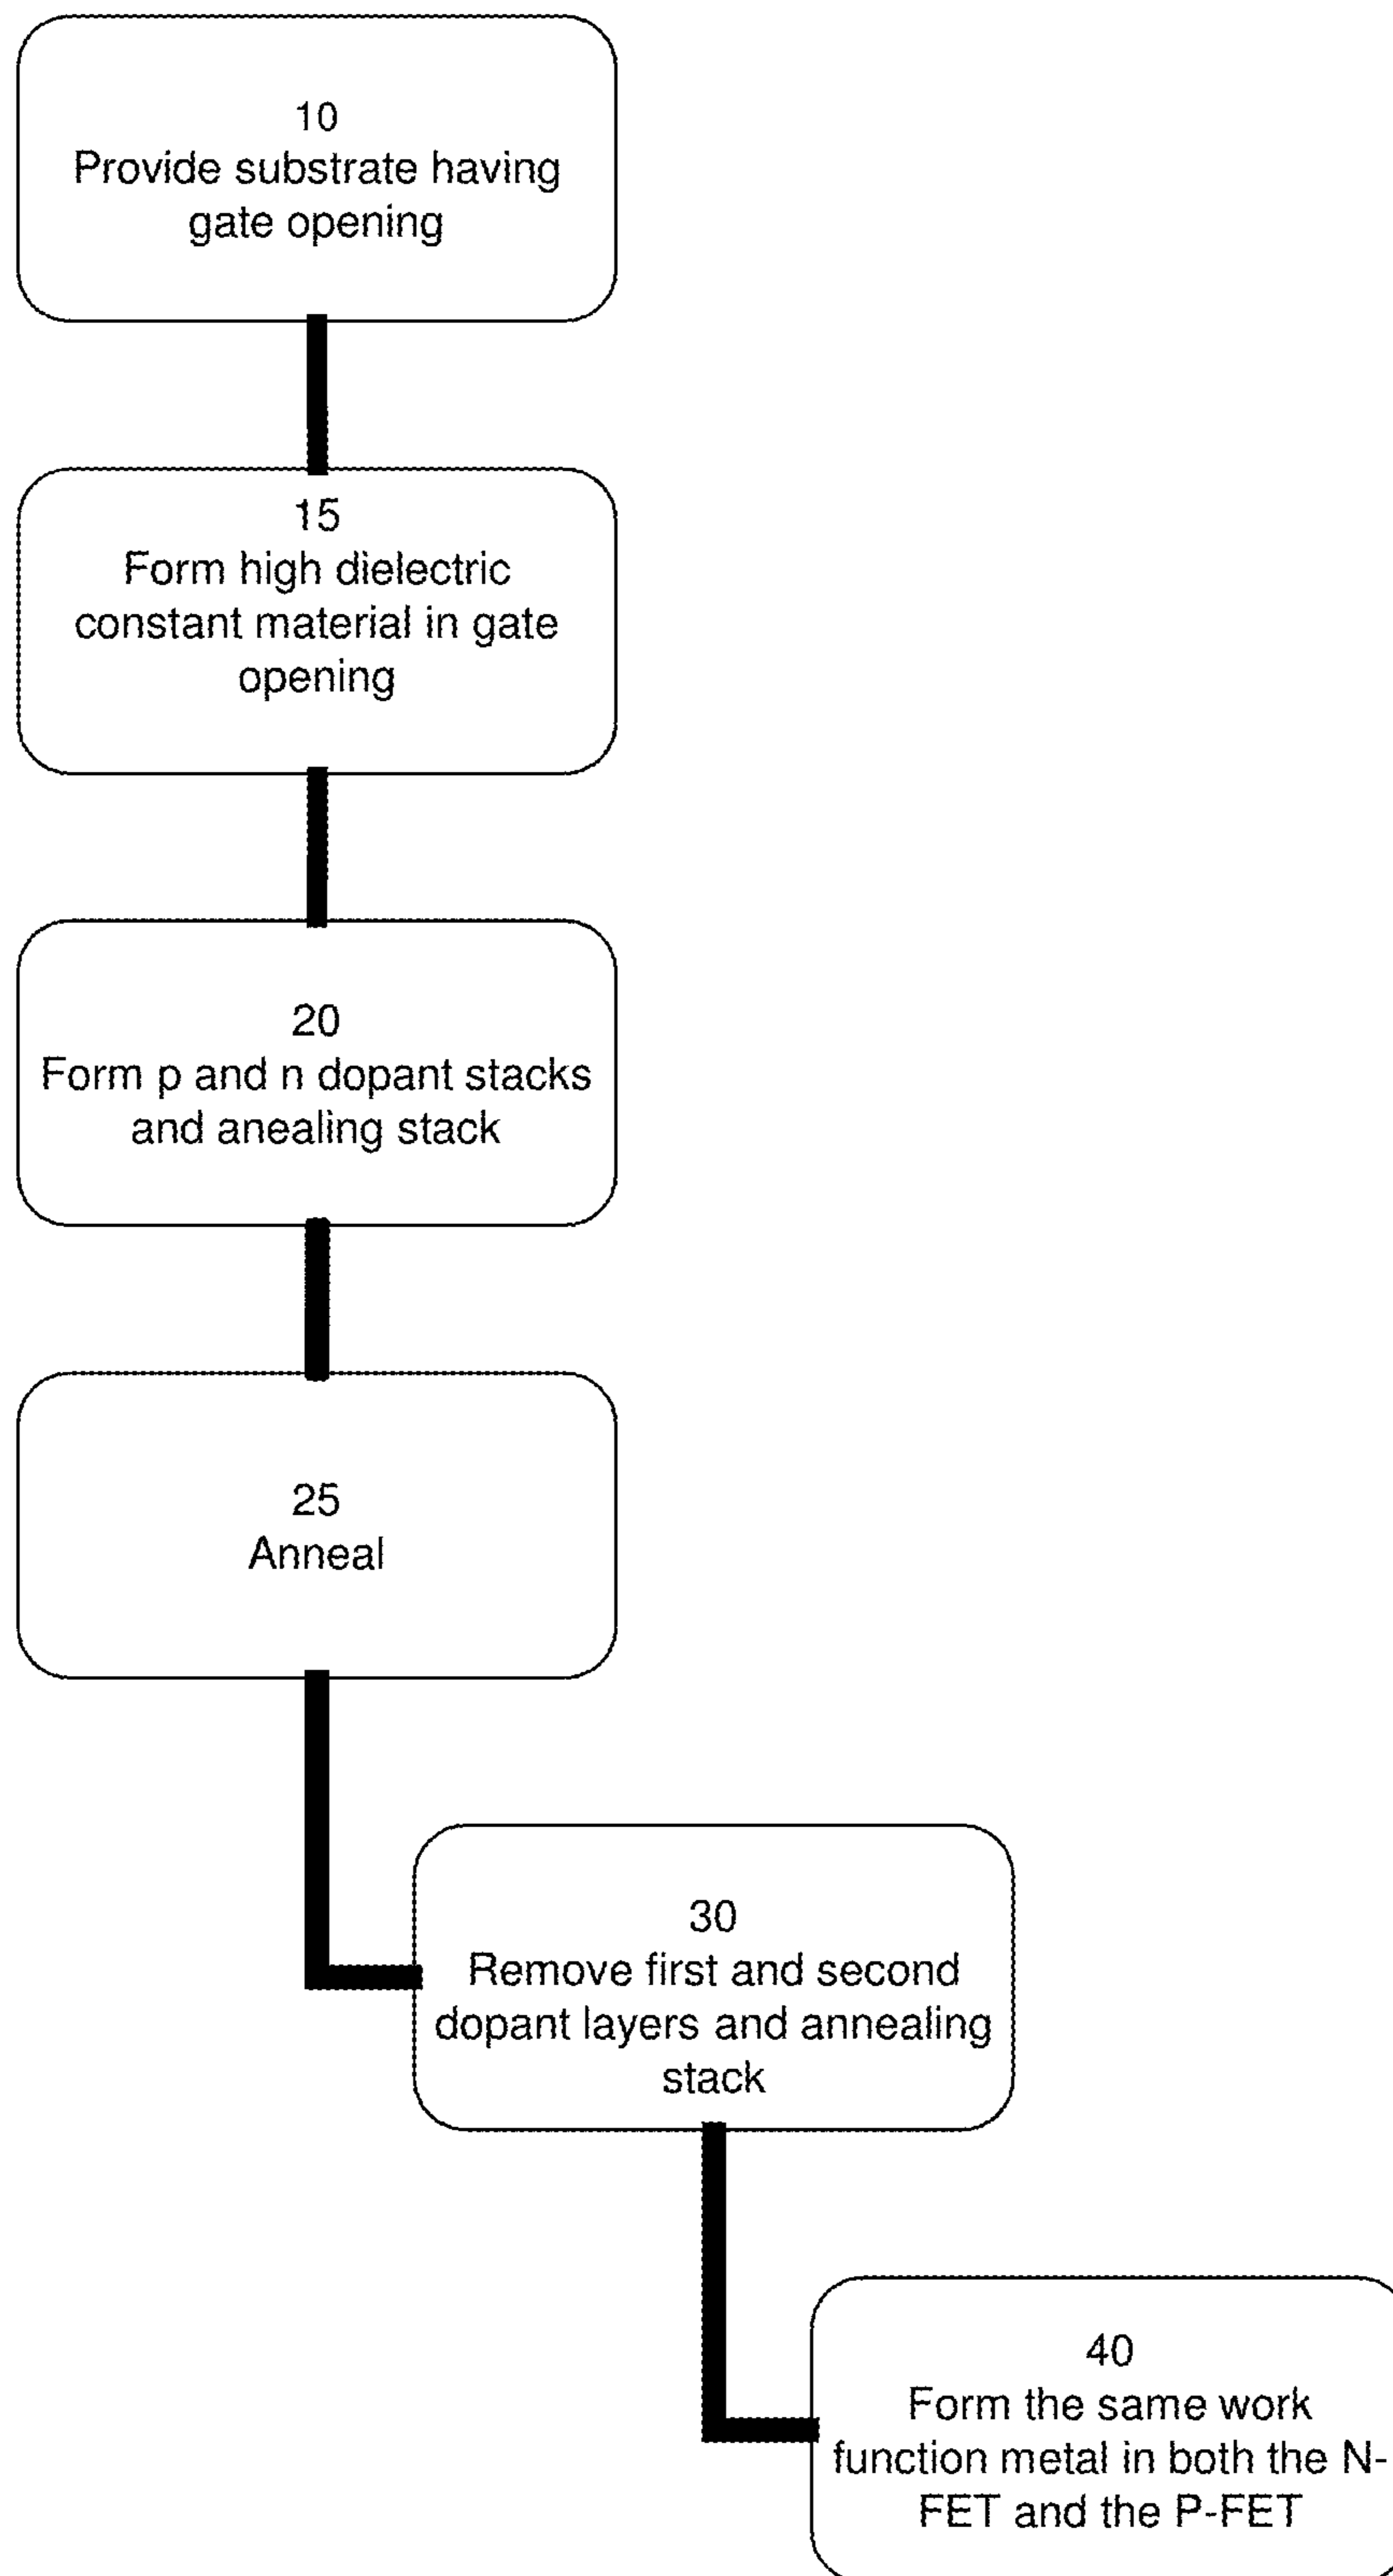 10
Provide substrate having
gate opening
15
Form high dielectric
constant material in gate
opening
20
Form p and n dopant stacks
and anealing stack
25
Anneal
30
Remove first and second
dopant layers and annealing
stack
40
Form the same work
function metal in both the N-
FET and the P-FET